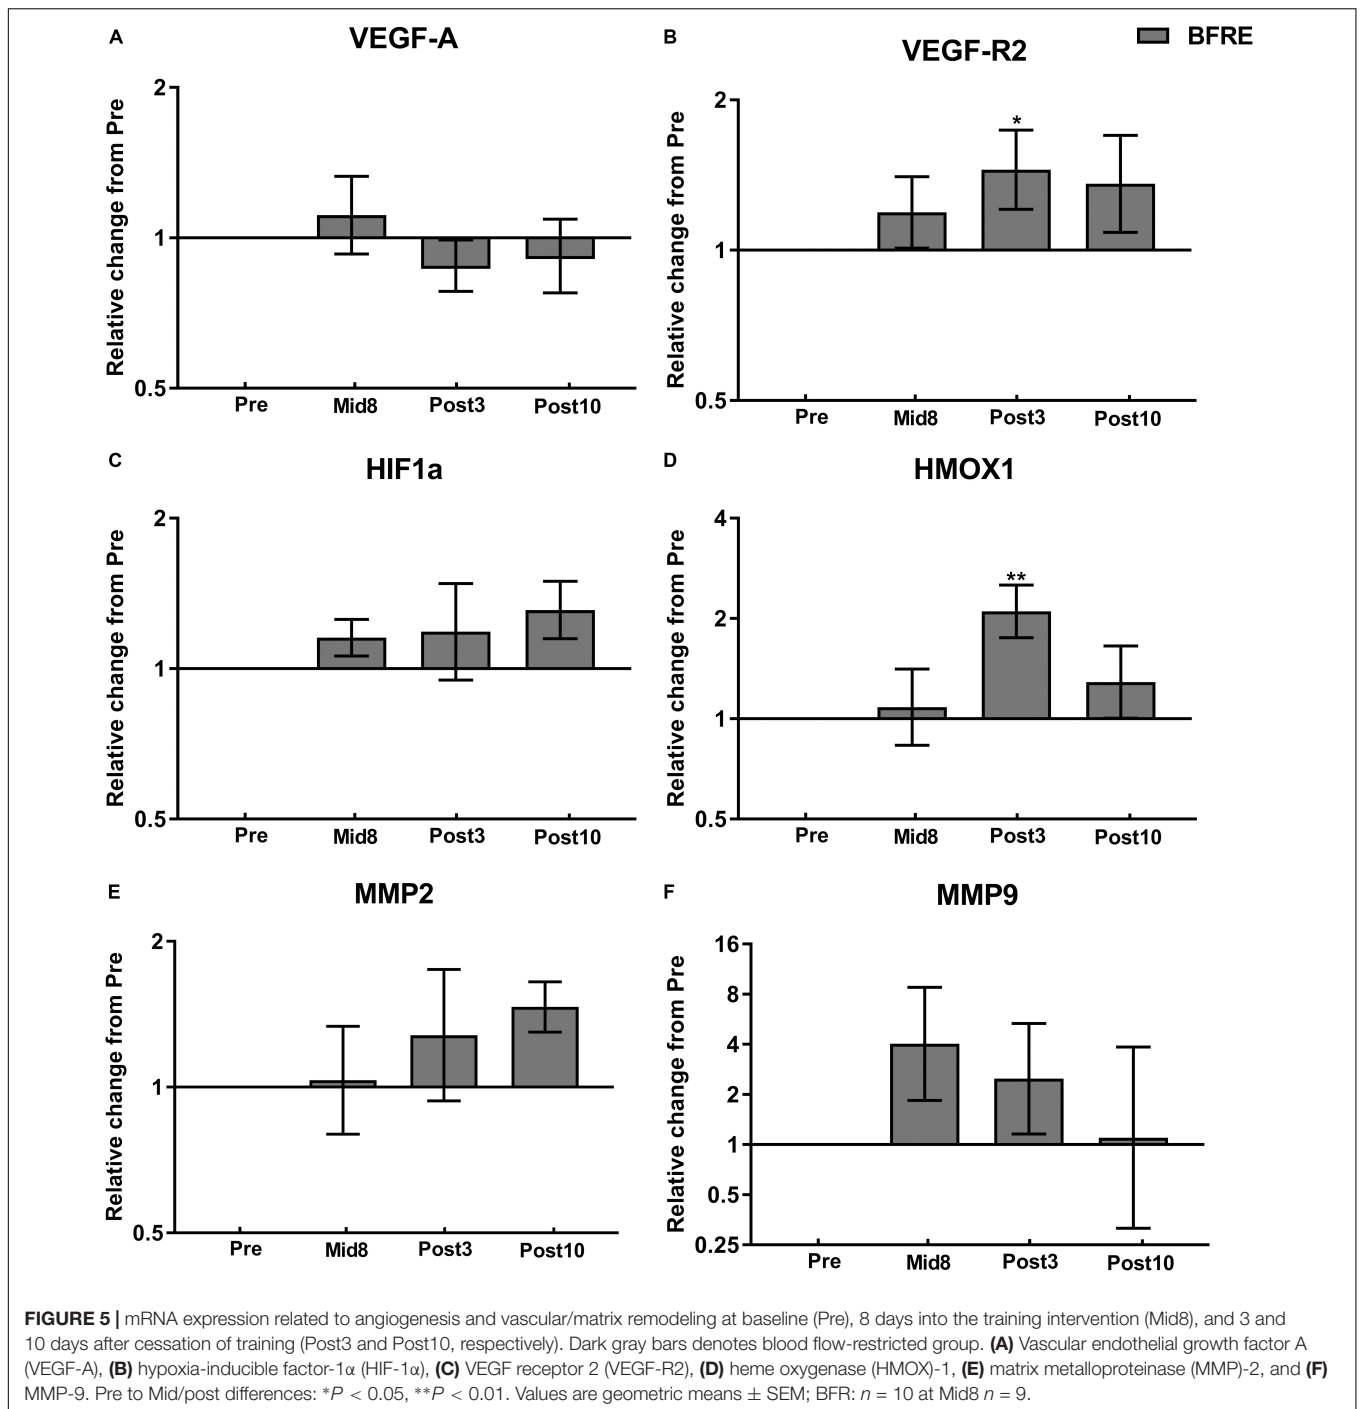 A
VEGF-A
Relative change from Pre
2
1
0.5
Pre Mid8 Post3 Post10
B
VEGF-R2
BFRE
Relative change from Pre
2
*
1
0.5
Pre Mid8 Post3 Post10
C
HIF1a
Relative change from Pre
2
1
0.5
Pre Mid8 Post3 Post10
D
HMOX1
Relative change from Pre
4
**
2
1
0.5
Pre Mid8 Post3 Post10
E
MMP2
Relative change from Pre
2
1
0.5
Pre Mid8 Post3 Post10
F
MMP9
Relative change from Pre
16
8
4
2
1
0.5
0.25
Pre Mid8 Post3 Post10
FIGURE 5 | mRNA expression related to angiogenesis and vascular/matrix remodeling at baseline (Pre), 8 days into the training intervention (Mid8), and 3 and
10 days after cessation of training (Post3 and Post10, respectively). Dark gray bars denotes blood flow-restricted group. (A) Vascular endothelial growth factor A
(VEGF-A), (B) hypoxia-inducible factor-1α (HIF-1α), (C) VEGF receptor 2 (VEGF-R2), (D) heme oxygenase (HMOX)-1, (E) matrix metalloproteinase (MMP)-2, and (F)
MMP-9. Pre to Mid/post differences: *P < 0.05, **P < 0.01. Values are geometric means ± SEM; BFR: n = 10 at Mid8 n = 9.